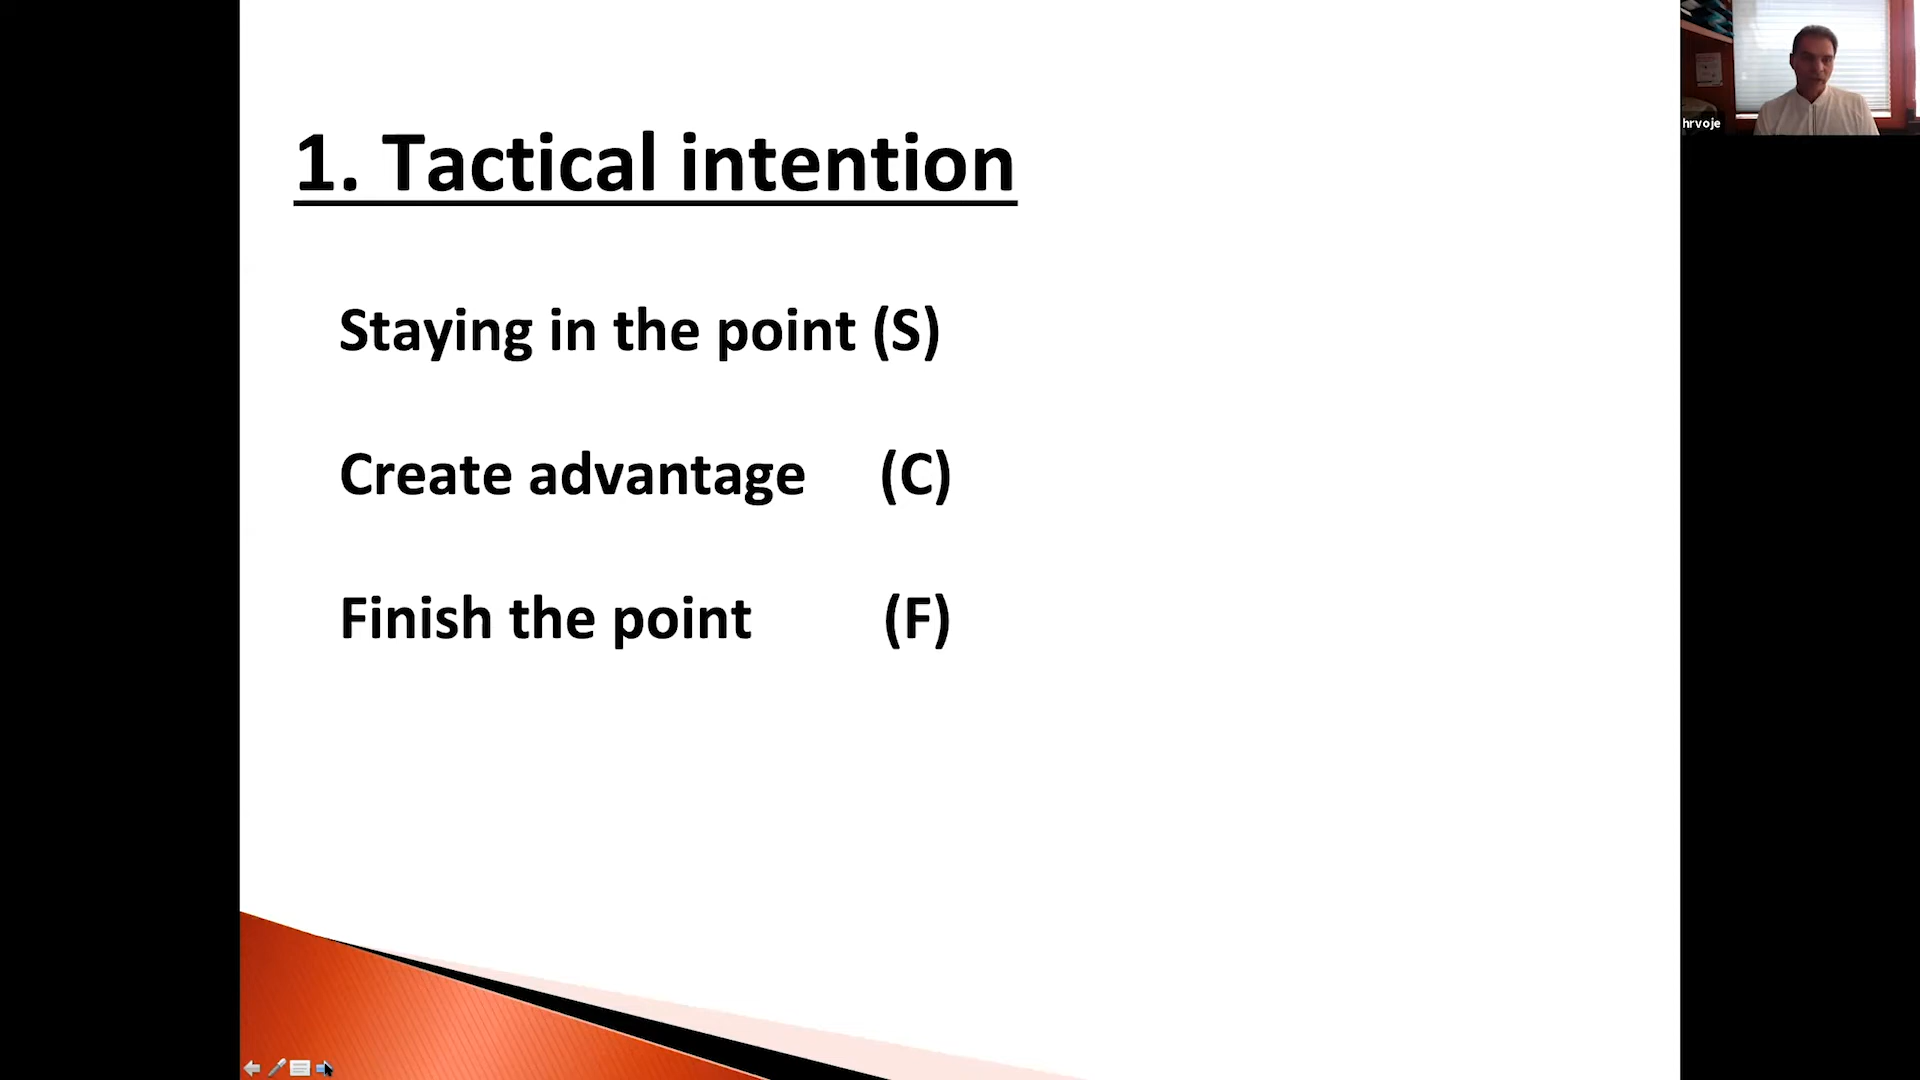 1. Tactical intention
Staying in the point (S)
Create advantage (C)
Finish the point (F)
hrvoje